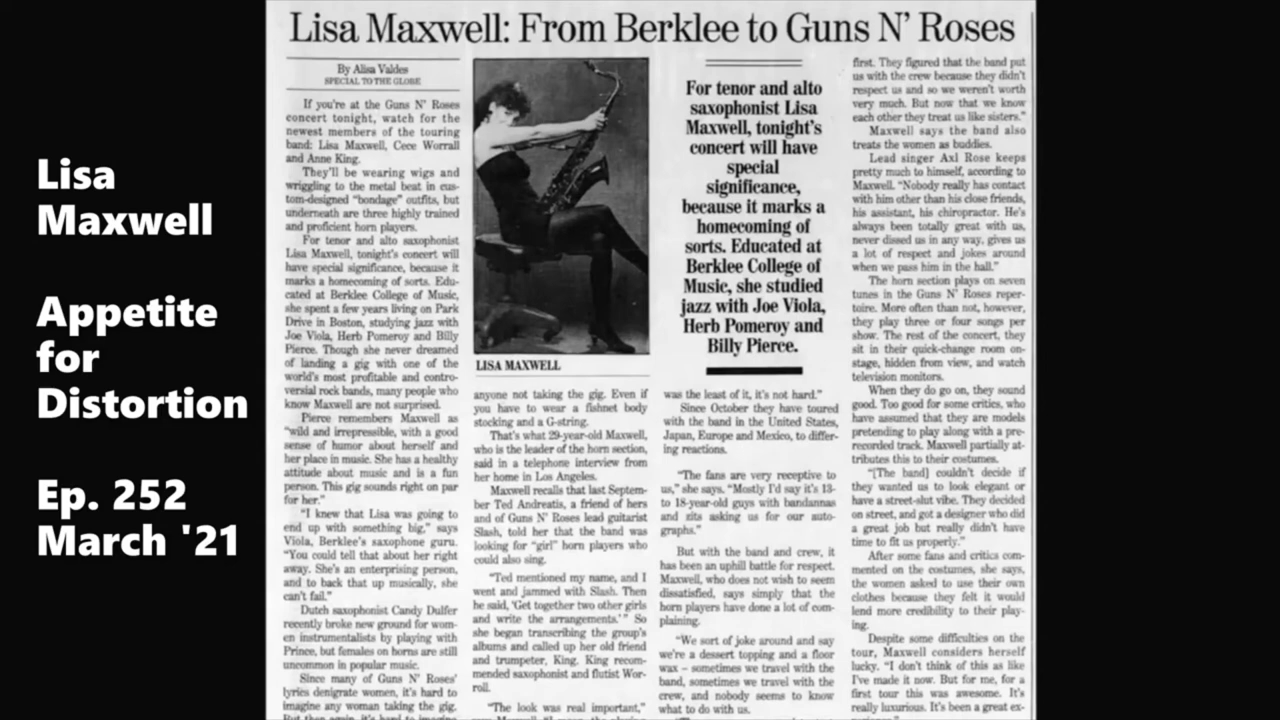 Lisa
Maxwell
Appetite
for
Distortion
Ep. 252
March '21
Lisa Maxwell: From Berklee to Guns N' Roses
By Alisa Valdes
SPECIAL TO THE GLOBE
If you're at the Guns N' Roses
concert tonight, watch for the
newest members of the touring
band: Lisa Maxwell, Cece Worrall
and Anne King.
They'll be wearing wigs and
wriggling to the metal beat in cus-
tom-designed "bondage" outfits, but
underneath are three highly trained
and proficient horn players.
For tenor and alto saxophonist
Lisa Maxwell, tonight's concert will
have special significance, because it
marks a homecoming of sorts. Edu-
cated at Berklee College of Music,
she spent a few years living on Park
Drive in Boston, studying jazz with
Joe Viola, Herb Pomeroy and Billy
Pierce. Though she never dreamed
of landing a gig with one of the
world's most profitable and contro-
versial rock bands, many people who
know Maxwell are not surprised.
Pierce remembers Maxwell as
"wild and irrepressible, with a good
sense of humor about herself and
her place in music. She has a healthy
attitude about music and is a fun
person. This gig sounds right on par
for her."
"I knew that Lisa was going to
end up with something big," says
Viola, Berklee's saxophone guru.
"You could tell that about her right
away. She's an enterprising person,
and to back that up musically, she
can't fail."
Dutch saxophonist Candy Dulfer
recently broke new ground for wom-
en instrumentalists by playing with
Prince, but females on horns are still
uncommon in popular music.
Since many of Guns N' Roses'
lyrics denigrate women, it's hard to
imagine any woman taking the gig.
But then again, it's hard to imagine
LISA MAXWELL
anyone not taking the gig. Even if
you have to wear a fishnet body
stocking and a G-string.
That's what 29-year-old Maxwell,
who is the leader of the horn section,
said in a telephone interview from
her home in Los Angeles.
Maxwell recalls that last Septem-
ber Ted Andreatis, a friend of hers
and of Guns N' Roses lead guitarist
Slash, told her that the band was
looking for "girl" horn players who
could also sing.
"Ted mentioned my name, and I
went and jammed with Slash. Then
he said, 'Get together two other girls
and write the arrangements.'" So
she began transcribing the group's
albums and called up her old friend
and trumpeter, King. King recom-
mended saxophonist and flutist Wor-
roll.
"The look was real important,"
For tenor and alto
saxophonist Lisa
Maxwell, tonight's
concert will have
special
significance,
because it marks a
homecoming of
sorts. Educated at
Berklee College of
Music, she studied
jazz with Joe Viola,
Herb Pomeroy and
Billy Pierce.
was the least of it, it's not hard."
Since October they have toured
with the band in the United States,
Japan, Europe and Mexico, to differ-
ing reactions.
"The fans are very receptive to
us," she says. "Mostly I'd say it's 13-
to 18-year-old guys with bandannas
and zits asking us for our auto-
graphs."
But with the band and crew, it
has been an uphill battle for respect.
Maxwell, who does not wish to seem
dissatisfied, says simply that the
horn players have done a lot of com-
plaining.
"We sort of joke around and say
we're a dessert topping and a floor
wax – sometimes we travel with the
band, sometimes we travel with the
crew, and nobody seems to know
what to do with us.
first. They figured that the band put
us with the crew because they didn't
respect us and so we weren't worth
very much. But now that we know
each other they treat us like sisters."
Maxwell says the band also
treats the women as buddies.
Lead singer Axl Rose keeps
pretty much to himself, according to
Maxwell. "Nobody really has contact
with him other than his close friends,
his assistant, his chiropractor. He's
always been totally great with us,
never dissed us in any way, gives us
a lot of respect and jokes around
when we pass him in the hall."
The horn section plays on seven
tunes in the Guns N' Roses reper-
toire. More often than not, however,
they play three or four songs per
show. The rest of the concert, they
sit in their quick-change room on-
stage, hidden from view, and watch
television monitors.
When they do go on, they sound
good. Too good for some critics, who
have assumed that they are models
pretending to play along with a pre-
recorded track. Maxwell partially at-
tributes this to their costumes.
"[The band] couldn't decide if
they wanted us to look elegant or
have a street-slut vibe. They decided
on street, and got a designer who did
a great job but really didn't have
time to fit us properly."
After some fans and critics com-
mented on the costumes, she says,
the women asked to use their own
clothes because they felt it would
lend more credibility to their play-
ing.
Despite some difficulties on the
tour, Maxwell considers herself
lucky. "I don't think of this as like
I've made it now. But for me, for a
first tour this was awesome. It's
really luxurious. It's been a great ex-